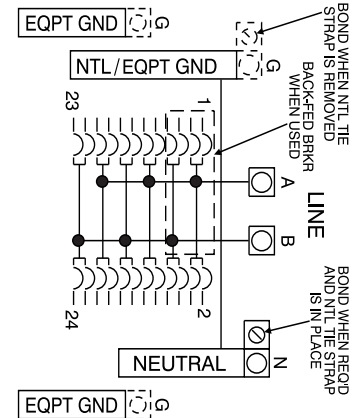 EQPT GND G
BOND WHEN NTL TIE
STRAP IS REMOVED
NTL/EQPT GND G
BACK-FED BRKR
WHEN USED
23
1
A
LINE
B
24
2
BOND WHEN REQ'D
AND NTL TIE STRAP
IS IN PLACE
NEUTRAL N
EQPT GND G